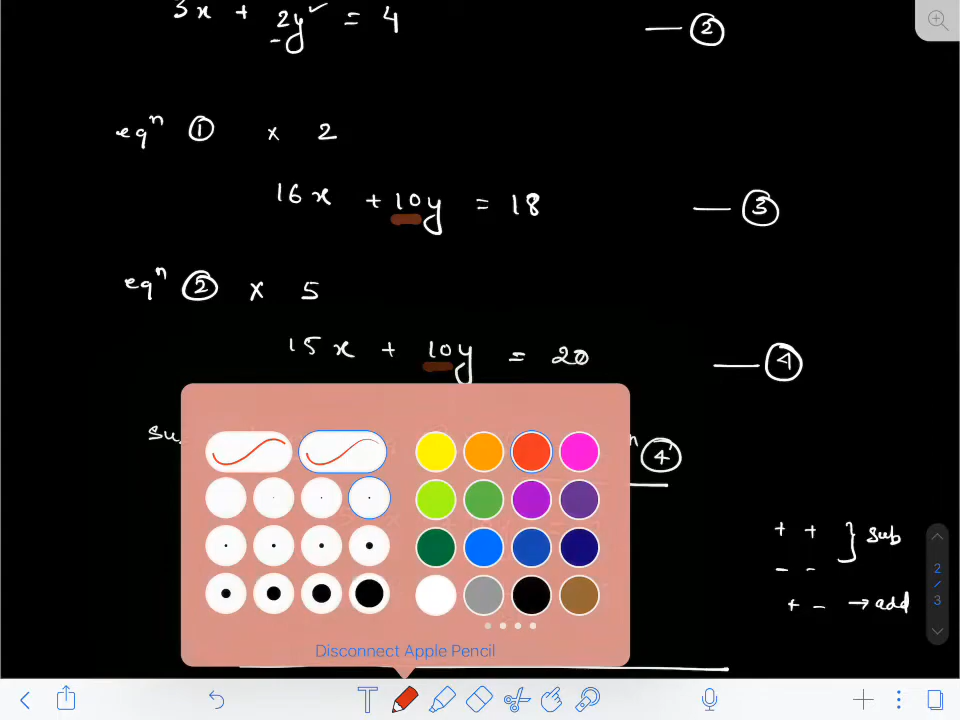 3x + 2y = 4 — ②
eqⁿ ① × 2
16x + 10y = 18 — ③
eqⁿ ② × 5
15x + 10y = 20 — ④
④
+ +
} sub
- -
+ - → add
2
/
3
Disconnect Apple Pencil
T